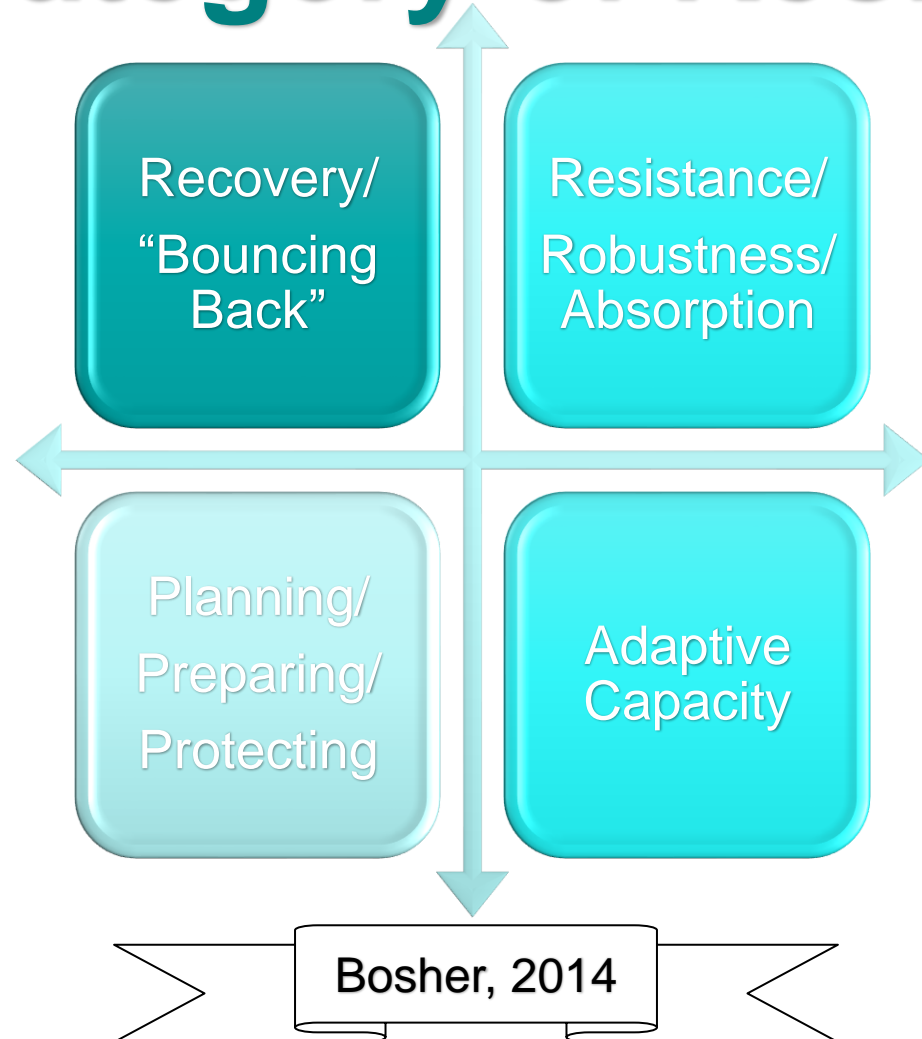 Recovery/
“Bouncing
Back”
Resistance/
Robustness/
Absorption
Planning/
Preparing/
Protecting
Adaptive
Capacity
Bosher, 2014